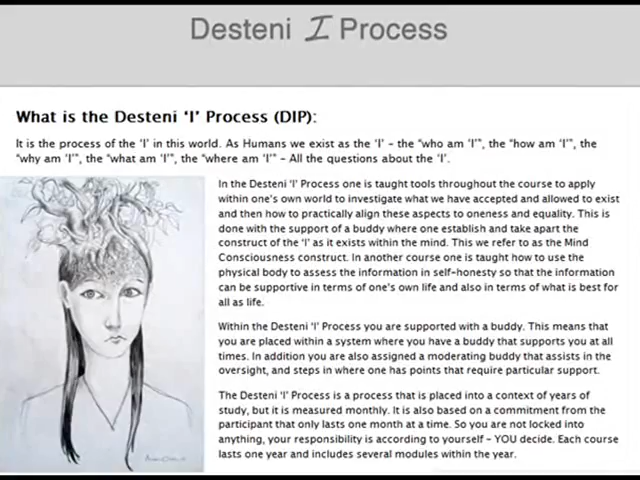 Desteni I Process
What is the Desteni 'I' Process (DIP):
It is the process of the 'I' in this world. As Humans we exist as the 'I' – the "who am 'I'", the "how am 'I'", the
"why am 'I'", the "what am 'I'", the "where am 'I'" – All the questions about the 'I'.
In the Desteni 'I' Process one is taught tools throughout the course to apply
within one's own world to investigate what we have accepted and allowed to exist
and then how to practically align these aspects to oneness and equality. This is
done with the support of a buddy where one establish and take apart the
construct of the 'I' as it exists within the mind. This we refer to as the Mind
Consciousness construct. In another course one is taught how to use the
physical body to assess the information in self-honesty so that the information
can be supportive in terms of one's own life and also in terms of what is best for
all as life.
Within the Desteni 'I' Process you are supported with a buddy. This means that
you are placed within a system where you have a buddy that supports you at all
times. In addition you are also assigned a moderating buddy that assists in the
oversight, and steps in where one has points that require particular support.
The Desteni 'I' Process is a process that is placed into a context of years of
study, but it is measured monthly. It is also based on a commitment from the
participant that only lasts one month at a time. So you are not locked into
anything, your responsibility is according to yourself – YOU decide. Each course
lasts one year and includes several modules within the year.